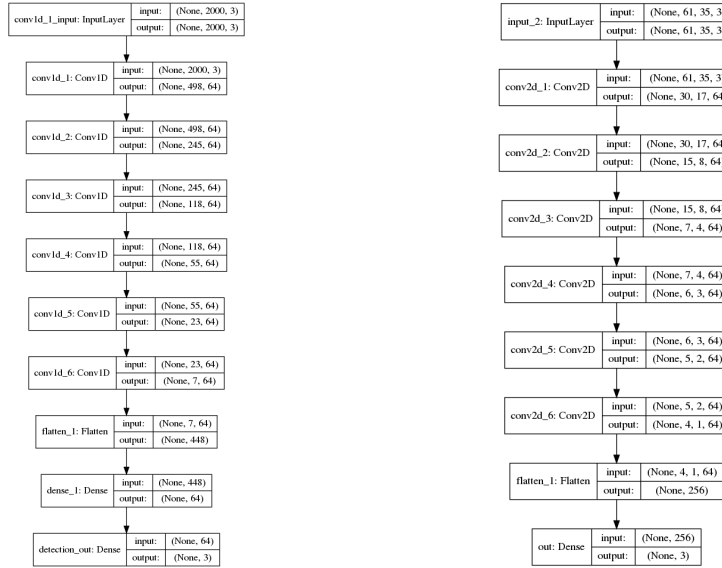 conv1d_1_input: InputLayer input: (None, 2000, 3)
output: (None, 2000, 3)
conv1d_1: Conv1D input: (None, 2000, 3)
output: (None, 498, 64)
conv1d_2: Conv1D input: (None, 498, 64)
output: (None, 245, 64)
conv1d_3: Conv1D input: (None, 245, 64)
output: (None, 118, 64)
conv1d_4: Conv1D input: (None, 118, 64)
output: (None, 55, 64)
conv1d_5: Conv1D input: (None, 55, 64)
output: (None, 23, 64)
conv1d_6: Conv1D input: (None, 23, 64)
output: (None, 7, 64)
flatten_1: Flatten input: (None, 7, 64)
output: (None, 448)
dense_1: Dense input: (None, 448)
output: (None, 64)
detection_out: Dense input: (None, 64)
output: (None, 3)
input_2: InputLayer input: (None, 61, 35, 3
output: (None, 61, 35, 3
conv2d_1: Conv2D input: (None, 61, 35, 3
output: (None, 30, 17, 64
conv2d_2: Conv2D input: (None, 30, 17, 64
output: (None, 15, 8, 64)
conv2d_3: Conv2D input: (None, 15, 8, 64)
output: (None, 7, 4, 64)
conv2d_4: Conv2D input: (None, 7, 4, 64)
output: (None, 6, 3, 64)
conv2d_5: Conv2D input: (None, 6, 3, 64)
output: (None, 5, 2, 64)
conv2d_6: Conv2D input: (None, 5, 2, 64)
output: (None, 4, 1, 64)
flatten_1: Flatten input: (None, 4, 1, 64)
output: (None, 256)
out: Dense input: (None, 256)
output: (None, 3)